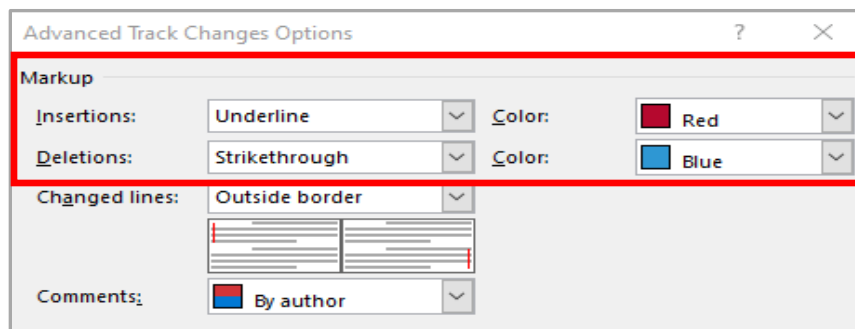 Advanced Track Changes Options ?
Markup
Insertions: Underline Color: Red
Deletions: Strikethrough Color: Blue
Changed lines: Outside border
Comments: By author